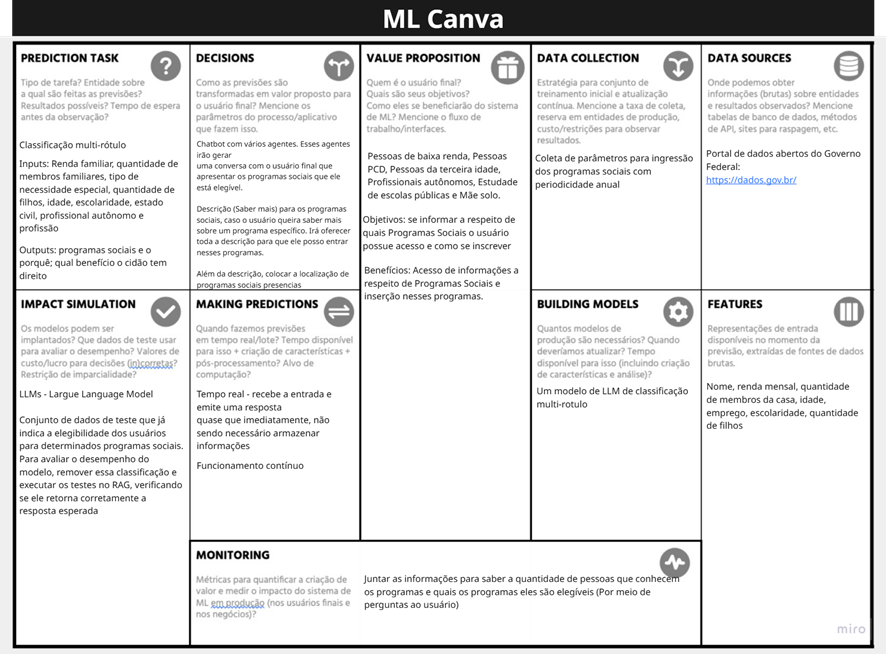 ML Canva
PREDICTION TASK
Tipo de tarefa? Entidade sobre
a qual são feitas as previsões?
Resultados possíveis? Tempo de espera
antes da observação?
Classificação multi-rótulo
Inputs: Renda familiar, quantidade de
membros familiares, tipo de
necessidade especial, quantidade de
filhos, idade, escolaridade, estado
civil, profissional autônomo e
profissão
Outputs: programas sociais e o
porquê; qual benefício o cidão tem
direito
DECISIONS
Como as previsões são
transformadas em valor proposto para
o usuário final? Mencione os
parâmetros do processo/aplicativo
que fazem isso.
Chatbot com vários agentes. Esses agentes
irão gerar
uma conversa com o usuário final que
apresentar os programas sociais que ele
está elegível.
Descrição (Saber mais) para os programas
sociais, caso o usuário queira saber mais
sobre um programa específico. Irá oferecer
toda a descrição para que ele posso entrar
nesses programas.
Além da descrição, colocar a localização de
programas sociais presencias
VALUE PROPOSITION
Quem é o usuário final?
Quais são seus objetivos?
Como eles se beneficiarão do sistema
de ML? Mencione o fluxo de
trabalho/interfaces.
Pessoas de baixa renda, Pessoas
PCD, Pessoas da terceira idade,
Profissionais autônomos, Estudade
de escolas públicas e Mãe solo.
Objetivos: se informar a respeito de
quais Programas Sociais o usuário
possue acesso e como se inscrever
Benefícios: Acesso de informações a
respeito de Programas Sociais e
inserção nesses programas.
DATA COLLECTION
Estratégia para conjunto de
treinamento inicial e atualização
contínua. Mencione a taxa de coleta,
reserva em entidades de produção,
custo/restrições para observar
resultados.
Coleta de parâmetros para ingressão
dos programas sociais com
periodicidade anual
DATA SOURCES
Onde podemos obter
informações (brutas) sobre entidades
e resultados observados? Mencione
tabelas de banco de dados, métodos
de API, sites para raspagem, etc.
Portal de dados abertos do Governo
Federal:
https://dados.gov.br/
IMPACT SIMULATION
Os modelos podem ser
implantados? Que dados de teste usar
para avaliar o desempenho? Valores de
custo/lucro para decisões (in)corretas?
Restrição de imparcialidade?
LLMs - Largue Language Model
Conjunto de dados de teste que já
indica a elegibilidade dos usuários
para determinados programas sociais.
Para avaliar o desempenho do
modelo, remover essa classificação e
executar os testes no RAG, verificando
se ele retorna corretamente a
resposta esperada
MAKING PREDICTIONS
Quando fazemos previsões
em tempo real/lote? Tempo disponível
para isso + criação de características +
pós-processamento? Alvo de
computação?
Tempo real - recebe a entrada e
emite uma resposta
quase que imediatamente, não
sendo necessário armazenar
informações
Funcionamento contínuo
BUILDING MODELS
Quantos modelos de
produção são necessários? Quando
deveríamos atualizar? Tempo
disponível para isso (incluindo criação
de características e análise)?
Um modelo de LLM de classificação
multi-rotulo
FEATURES
Representações de entrada
disponíveis no momento da
previsão, extraídas de fontes de dados
brutas.
Nome, renda mensal, quantidade
de membros da casa, idade,
emprego, escolaridade, quantidade
de filhos
MONITORING
Métricas para quantificar a criação de
valor e medir o impacto do sistema de
ML em produção (nos usuários finais e
nos negócios)?
Juntar as informações para saber a quantidade de pessoas que conhecem
os programas e quais os programas eles são elegíveis (Por meio de
perguntas ao usuário)
miro